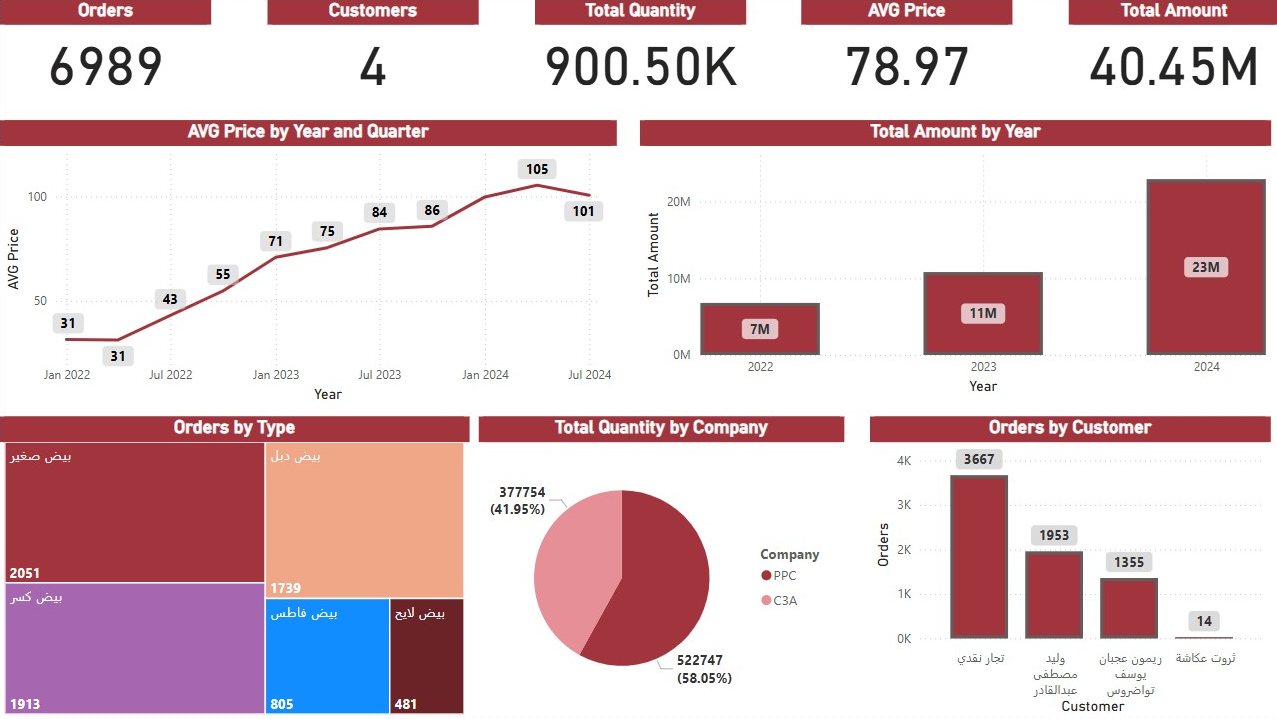 Orders
Customers
Total Quantity
AVG Price
Total Amount
6989
4
900.50K
78.97
40.45M
AVG Price by Year and Quarter
AVG Price
100
50
31
31
43
55
71
75
84
86
105
101
Jan 2022
Jul 2022
Jan 2023
Jul 2023
Jan 2024
Jul 2024
Year
Total Amount by Year
Total Amount
20M
10M
0M
7M
11M
23M
2022
2023
2024
Year
Orders by Type
بيض صغير
2051
بيض دبل
1739
بيض كسر
1913
بيض فاطس
805
بيض لايح
481
Total Quantity by Company
377754
(41.95%)
522747
(58.05%)
Company
PPC
C3A
Orders by Customer
Orders
4K
3K
2K
1K
0K
3667
1953
1355
14
تجار نقدي
وليد
مصطفى
عبدالقادر
ريمون عجبان
يوسف
تواضروس
ثروت عكاشة
Customer